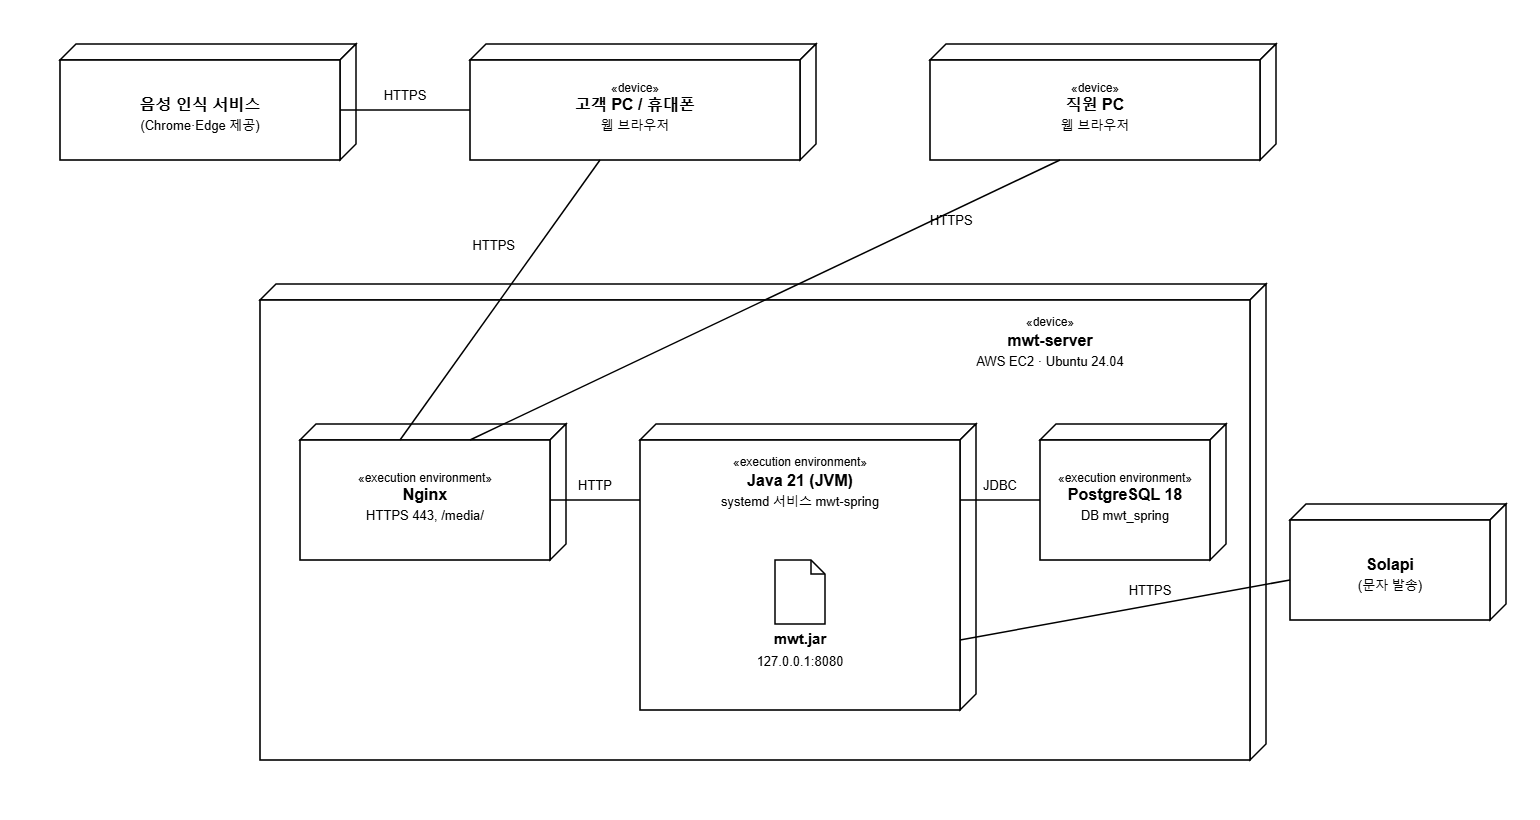 음성 인식 서비스
(Chrome·Edge 제공)
HTTPS
«device»
고객 PC / 휴대폰
웹 브라우저
«device»
직원 PC
웹 브라우저
HTTPS
HTTPS
«device»
mwt-server
AWS EC2 · Ubuntu 24.04
«execution environment»
Nginx
HTTPS 443, /media/
HTTP
«execution environment»
Java 21 (JVM)
systemd 서비스 mwt-spring
mwt.jar
127.0.0.1:8080
JDBC
«execution environment»
PostgreSQL 18
DB mwt_spring
HTTPS
Solapi
(문자 발송)